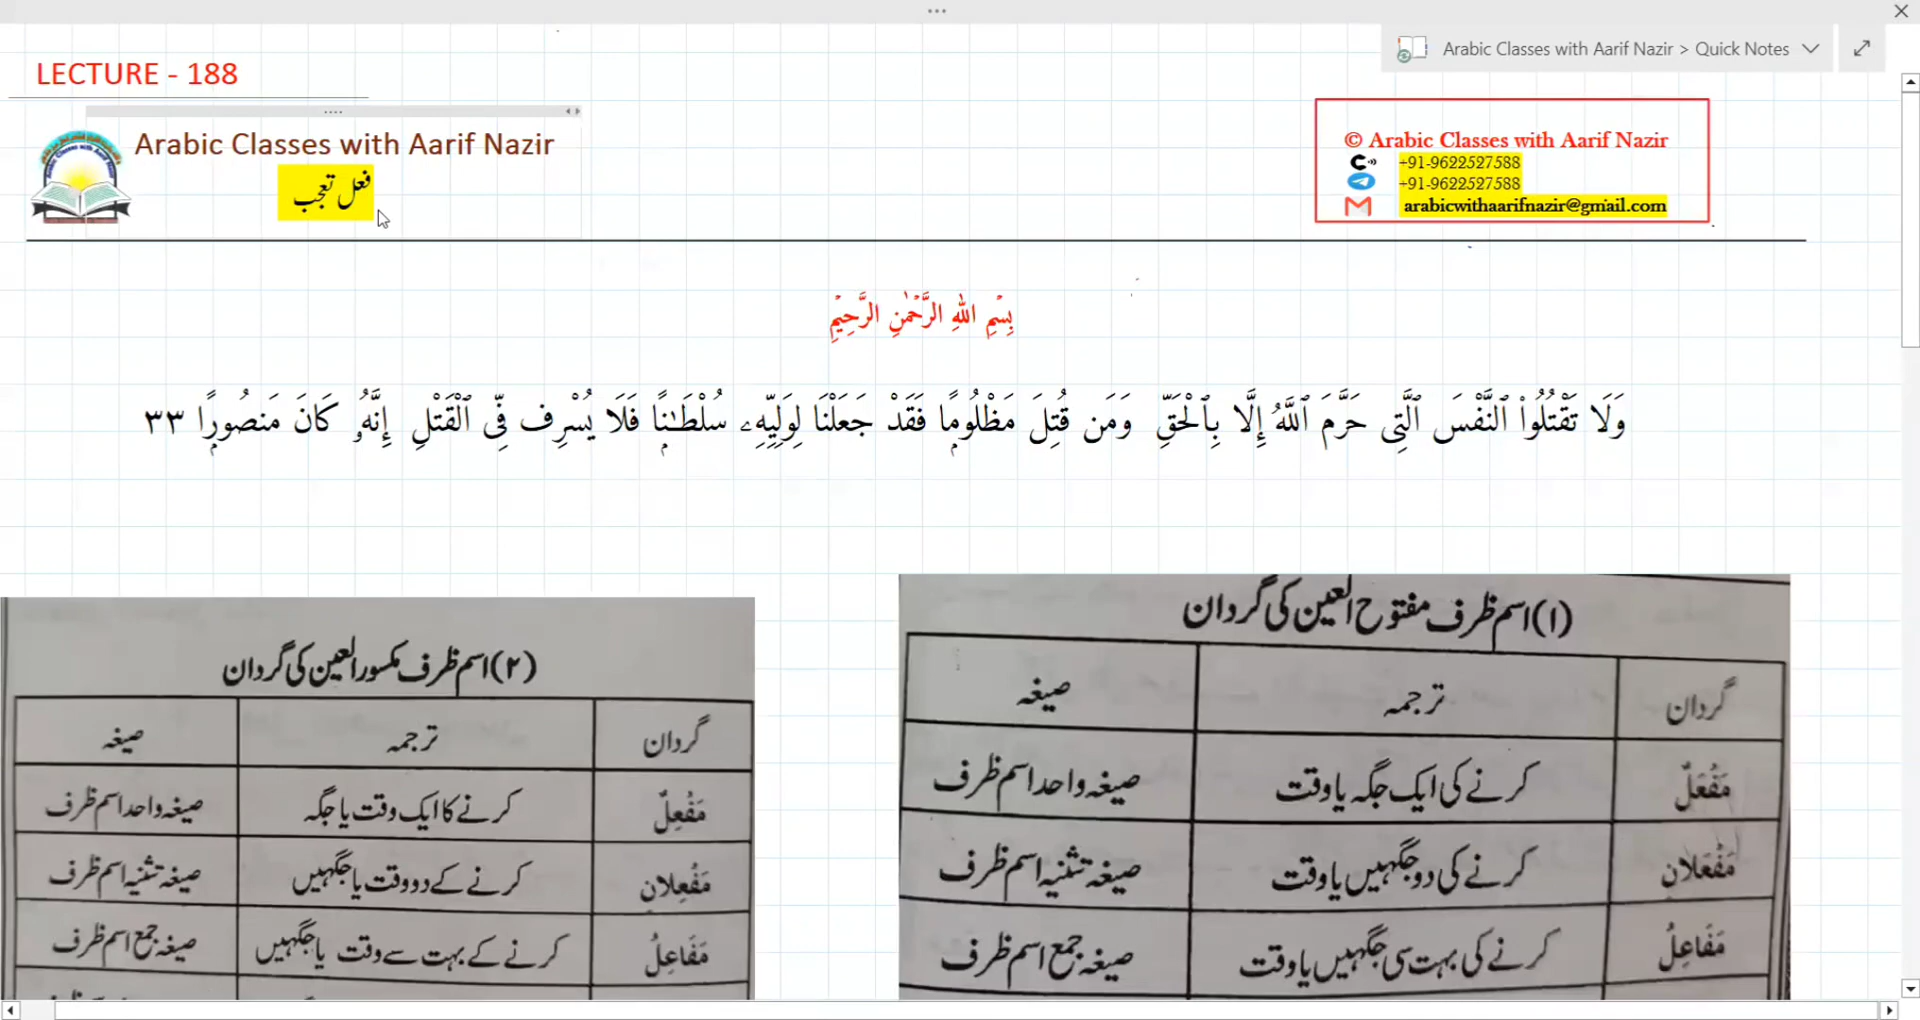 Arabic Classes with Aarif Nazir > Quick Notes
LECTURE - 188
Arabic Classes with Aarif Nazir
فعل تعجب
© Arabic Classes with Aarif Nazir
+91-9622527588
+91-9622527588
arabicwithaarifnazir@gmail.com
بِسْمِ اللهِ الرَّحْمٰنِ الرَّحِيْمِ
وَلَا تَقْتُلُوا۟ ٱلنَّفْسَ ٱلَّتِى حَرَّمَ ٱللَّهُ إِلَّا بِٱلْحَقِّ وَمَن قُتِلَ مَظْلُومًۭا فَقَدْ جَعَلْنَا لِوَلِيِّهِۦ سُلْطَـٰنًۭا فَلَا يُسْرِف فِّى ٱلْقَتْلِ إِنَّهُۥ كَانَ مَنصُورًۭا ٣٣
(۱) اسم ظرف مفتوح العین کی گردان
گردان ترجمہ صیغہ
مَفْعَلٌ کرنے کی ایک جگہ یا وقت صیغہ واحد اسم ظرف
مَفْعَلَانِ کرنے کی دو جگہیں یا وقت صیغہ تثنیہ اسم ظرف
مَفَاعِلُ کرنے کی بہت سی جگہیں یا وقت صیغہ جمع اسم ظرف
(۲) اسم ظرف مکسور العین کی گردان
گردان ترجمہ صیغہ
مَفْعِلٌ کرنے کا ایک وقت یا جگہ صیغہ واحد اسم ظرف
مَفْعِلَانِ کرنے کے دو وقت یا جگہیں صیغہ تثنیہ اسم ظرف
مَفَاعِلُ کرنے کے بہت سے وقت یا جگہیں صیغہ جمع اسم ظرف